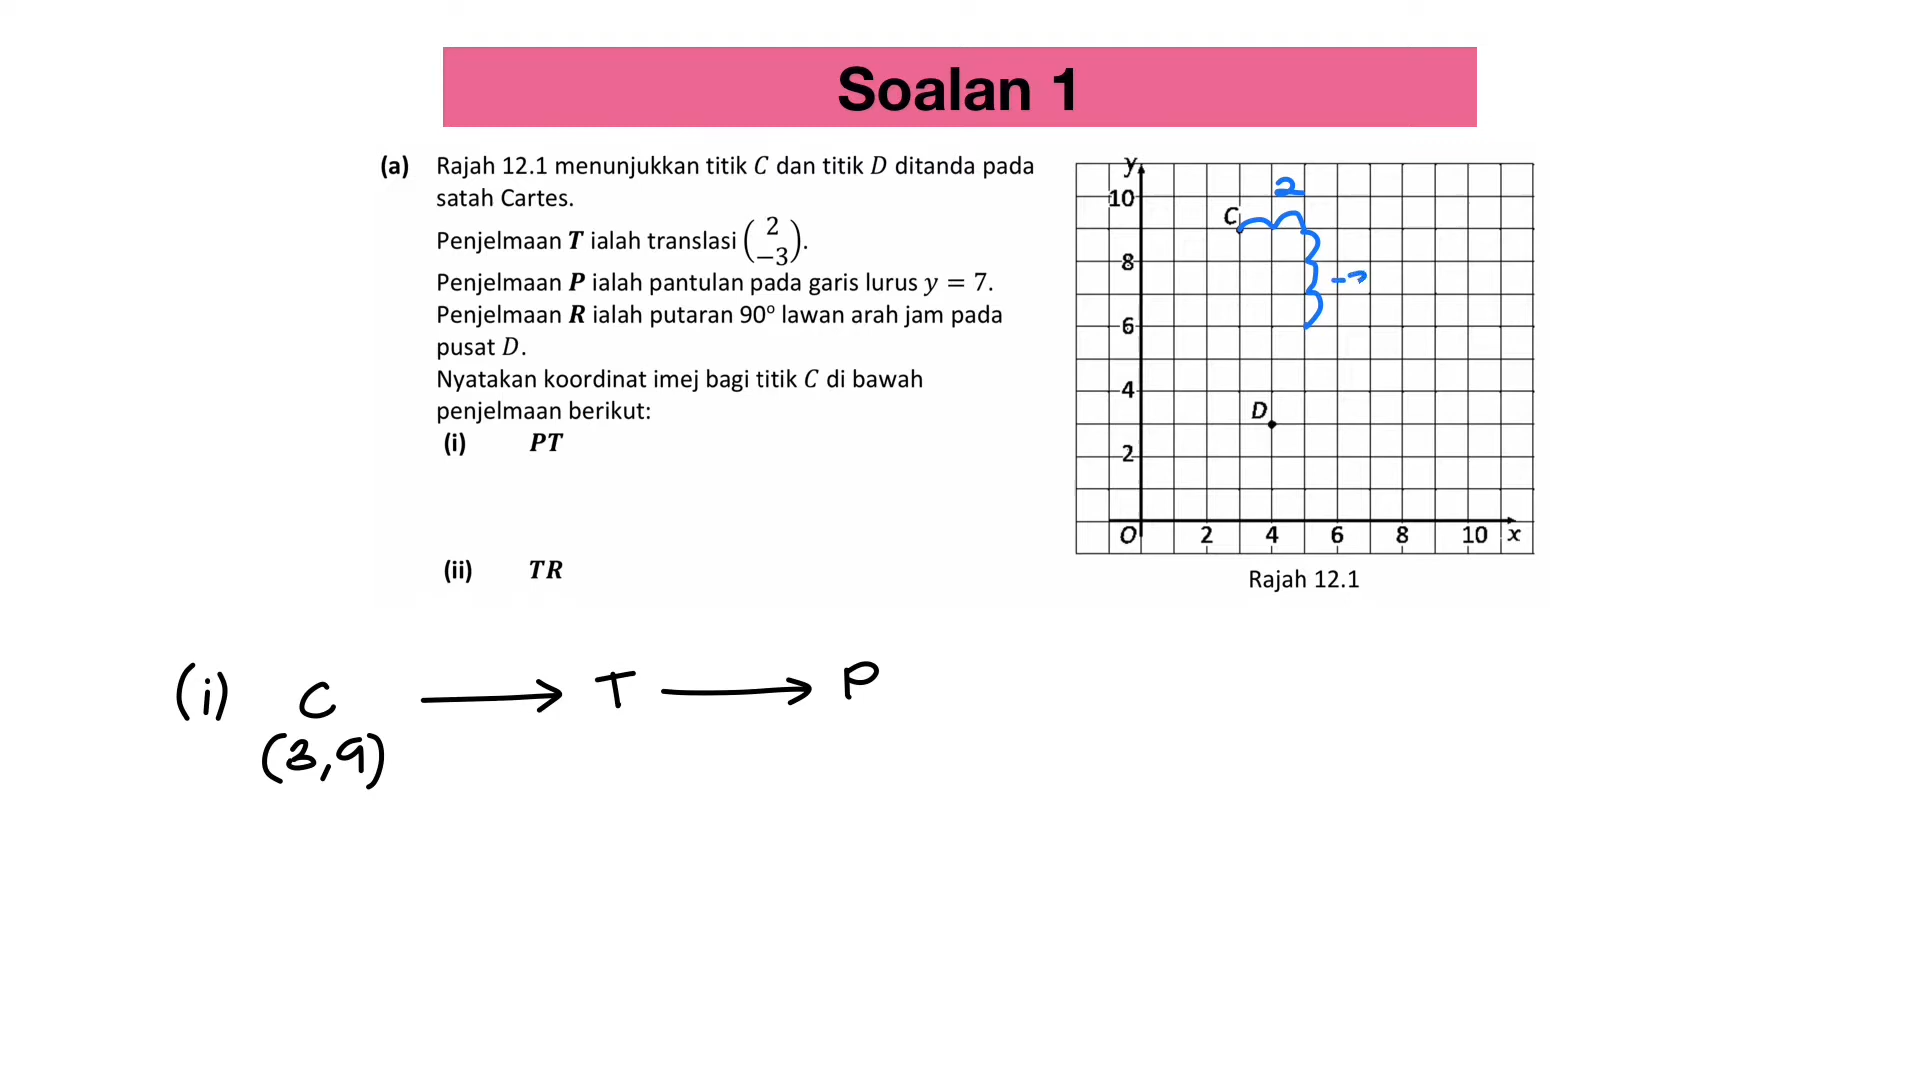 Soalan 1
(a) Rajah 12.1 menunjukkan titik C dan titik D ditanda pada
satah Cartes.
Penjelmaan T ialah translasi (2 −3).
Penjelmaan P ialah pantulan pada garis lurus y = 7.
Penjelmaan R ialah putaran 90° lawan arah jam pada
pusat D.
Nyatakan koordinat imej bagi titik C di bawah
penjelmaan berikut:
(i) PT
(ii) TR
y
10
8
6
4
2
O 2 4 6 8 10 x
C
D
2
Rajah 12.1
(i) C → T → P
(3,9)